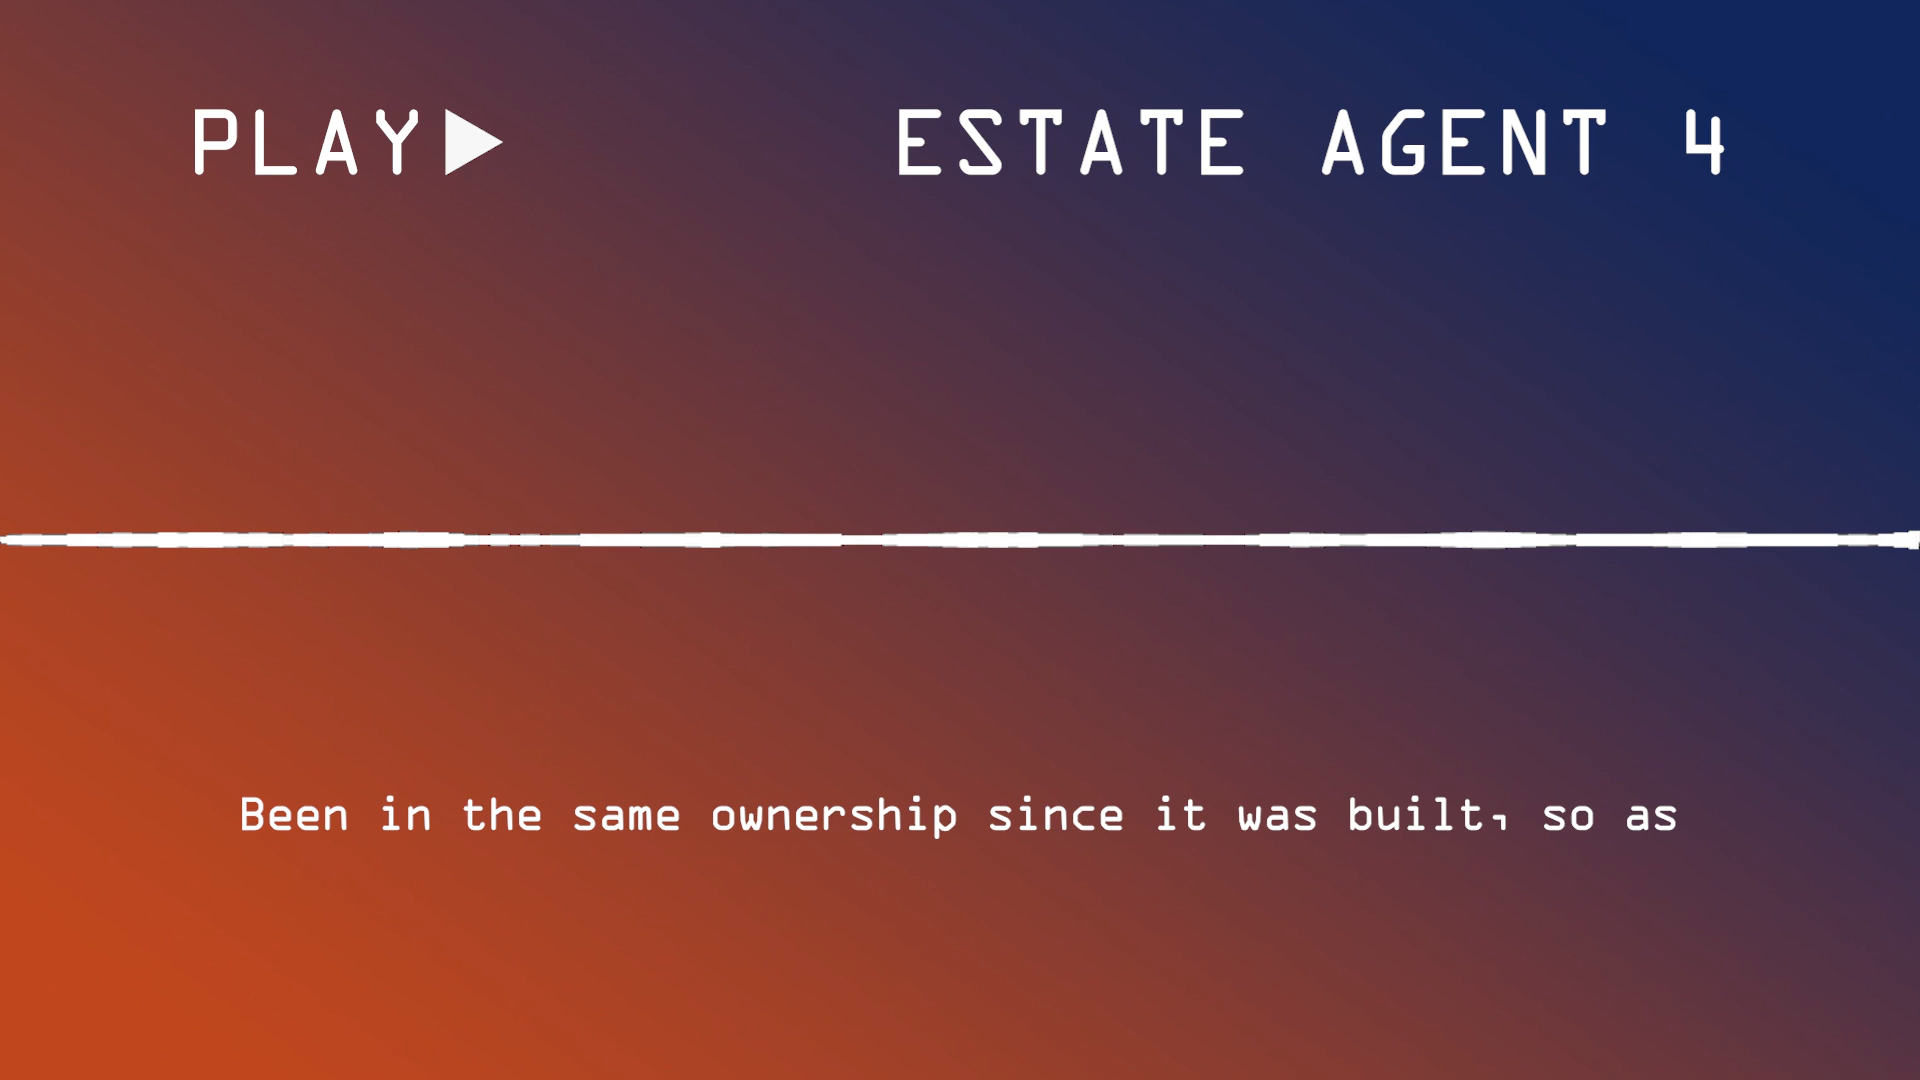 PLAY
ESTATE AGENT 4
Been in the same ownership since it was built, so as